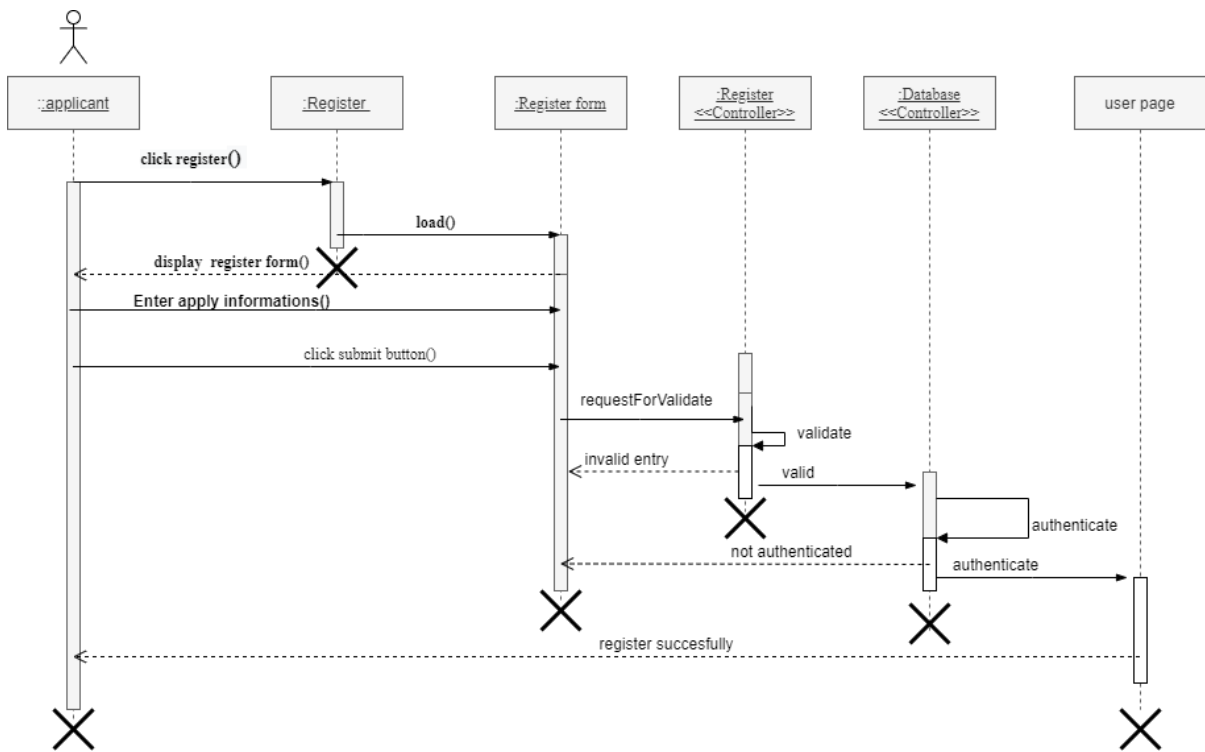 ::applicant
:Register
:Register form
:Register
<<Controller>>
:Database
<<Controller>>
user page
click register()
load()
display register form()
Enter apply informations()
click submit button()
requestForValidate
validate
invalid entry
valid
authenticate
not authenticated
authenticate
register succesfully